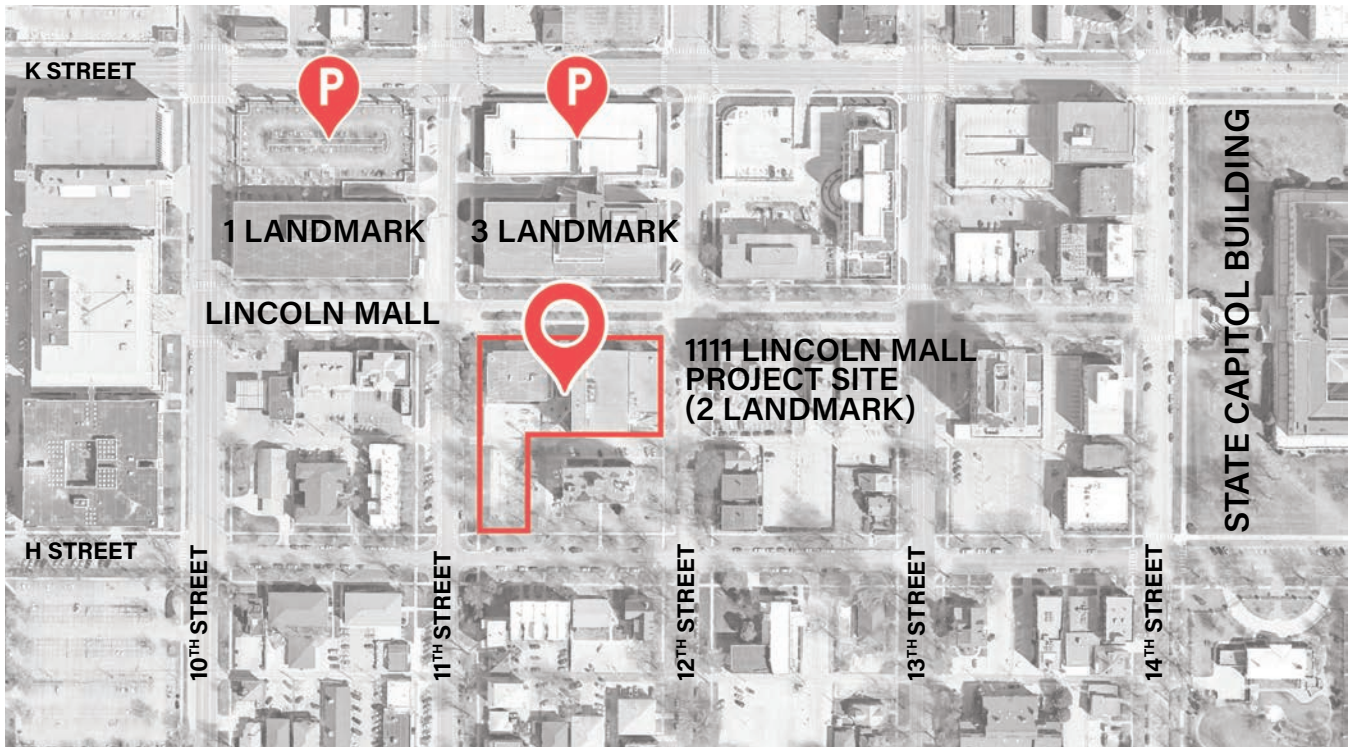 K STREET
P
P
1 LANDMARK
3 LANDMARK
LINCOLN MALL
1111 LINCOLN MALL
PROJECT SITE
(2 LANDMARK)
STATE CAPITOL BUILDING
H STREET
10TH STREET
11TH STREET
12TH STREET
13TH STREET
14TH STREET